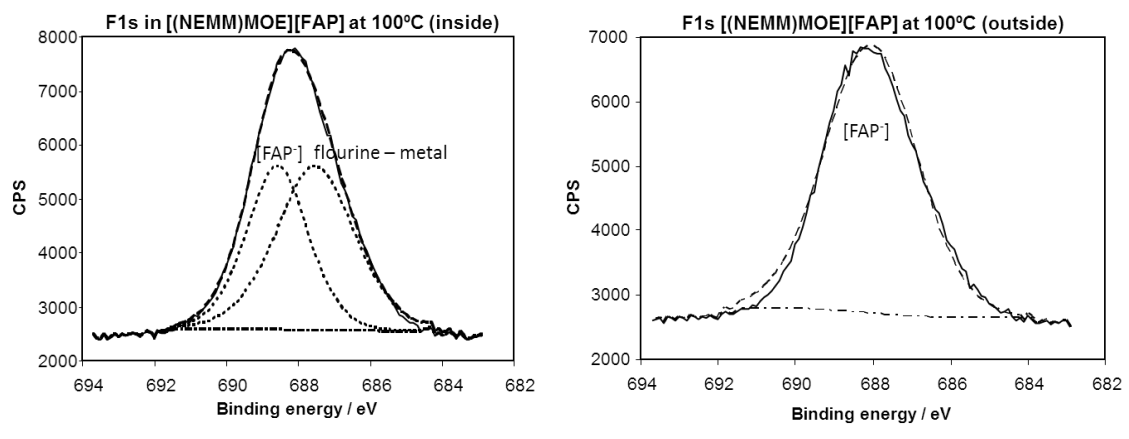 F1s in [(NEMM)MOE][FAP] at 100ºC (inside)
8000
7000
6000
5000
4000
3000
2000
CPS
[FAP-] flourine – metal
694 692 690 688 686 684 682
Binding energy / eV
F1s [(NEMM)MOE][FAP] at 100ºC (outside)
7000
6000
5000
4000
3000
2000
CPS
[FAP-]
694 692 690 688 686 684 682
Binding energy / eV